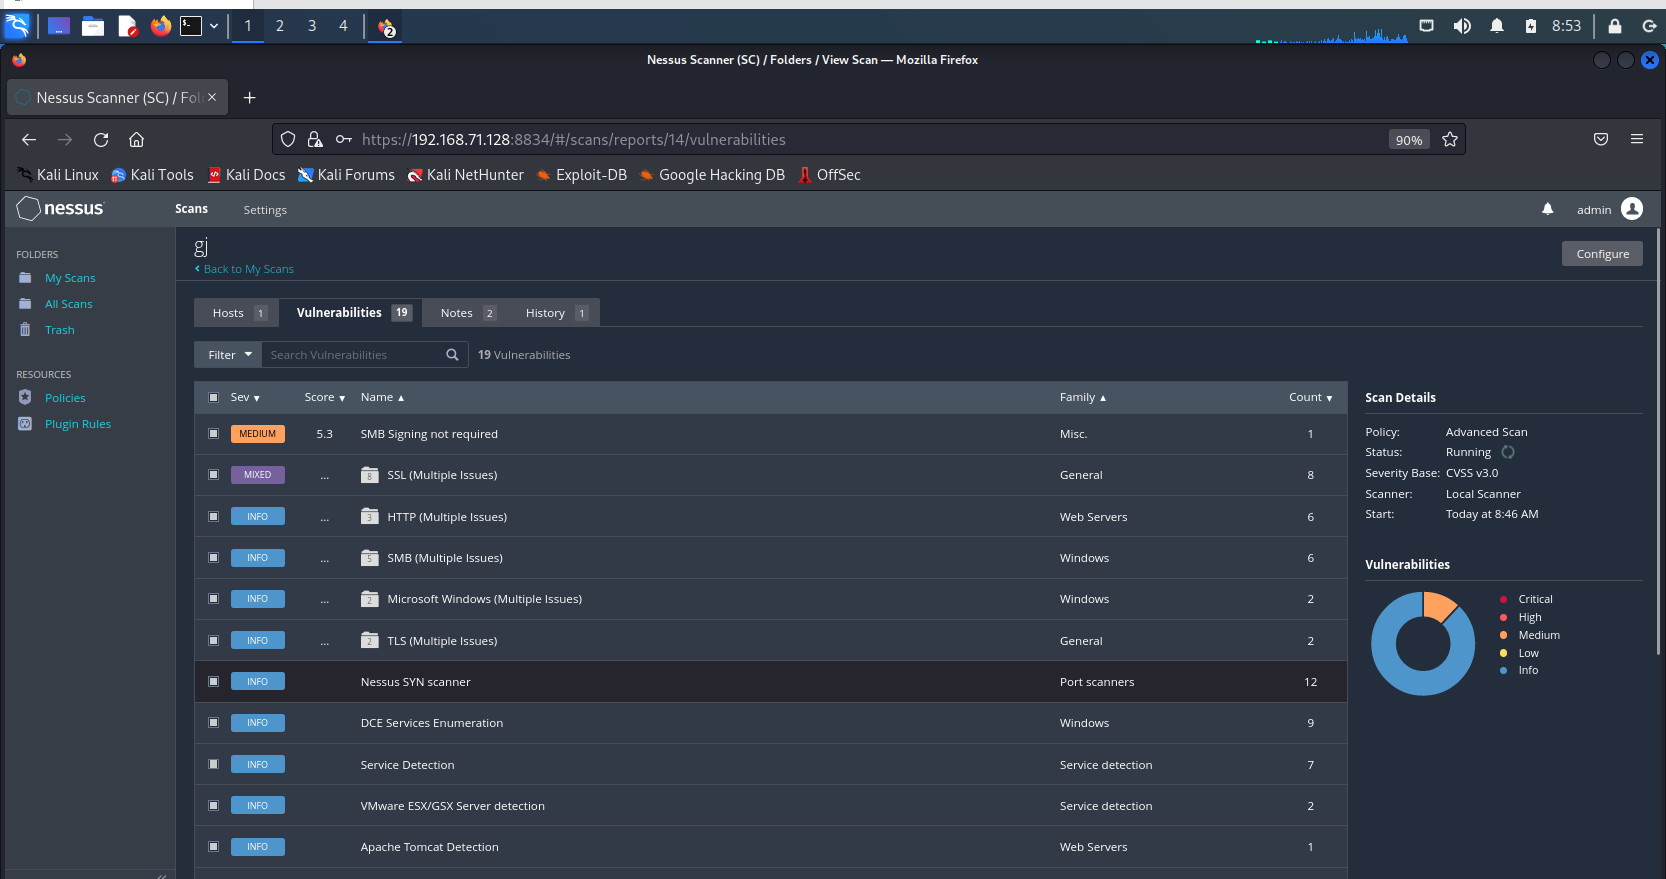 1 2 3 4 2 8:53
Nessus Scanner (SC) / Folders / View Scan — Mozilla Firefox
Nessus Scanner (SC) / Fol
https://192.168.71.128:8834/#/scans/reports/14/vulnerabilities 90%
Kali Linux Kali Tools Kali Docs Kali Forums Kali NetHunter Exploit-DB Google Hacking DB OffSec
nessus Scans Settings admin
FOLDERS
My Scans
All Scans
Trash
RESOURCES
Policies
Plugin Rules
gj
Back to My Scans
Configure
Hosts 1 Vulnerabilities 19 Notes 2 History 1
Filter Search Vulnerabilities 19 Vulnerabilities
Sev Score Name Family Count
MEDIUM 5.3 SMB Signing not required Misc. 1
MIXED ... 8 SSL (Multiple Issues) General 8
INFO ... 3 HTTP (Multiple Issues) Web Servers 6
INFO ... 5 SMB (Multiple Issues) Windows 6
INFO ... 2 Microsoft Windows (Multiple Issues) Windows 2
INFO ... 2 TLS (Multiple Issues) General 2
INFO Nessus SYN scanner Port scanners 12
INFO DCE Services Enumeration Windows 9
INFO Service Detection Service detection 7
INFO VMware ESX/GSX Server detection Service detection 2
INFO Apache Tomcat Detection Web Servers 1
Scan Details
Policy: Advanced Scan
Status: Running
Severity Base: CVSS v3.0
Scanner: Local Scanner
Start: Today at 8:46 AM
Vulnerabilities
Critical
High
Medium
Low
Info